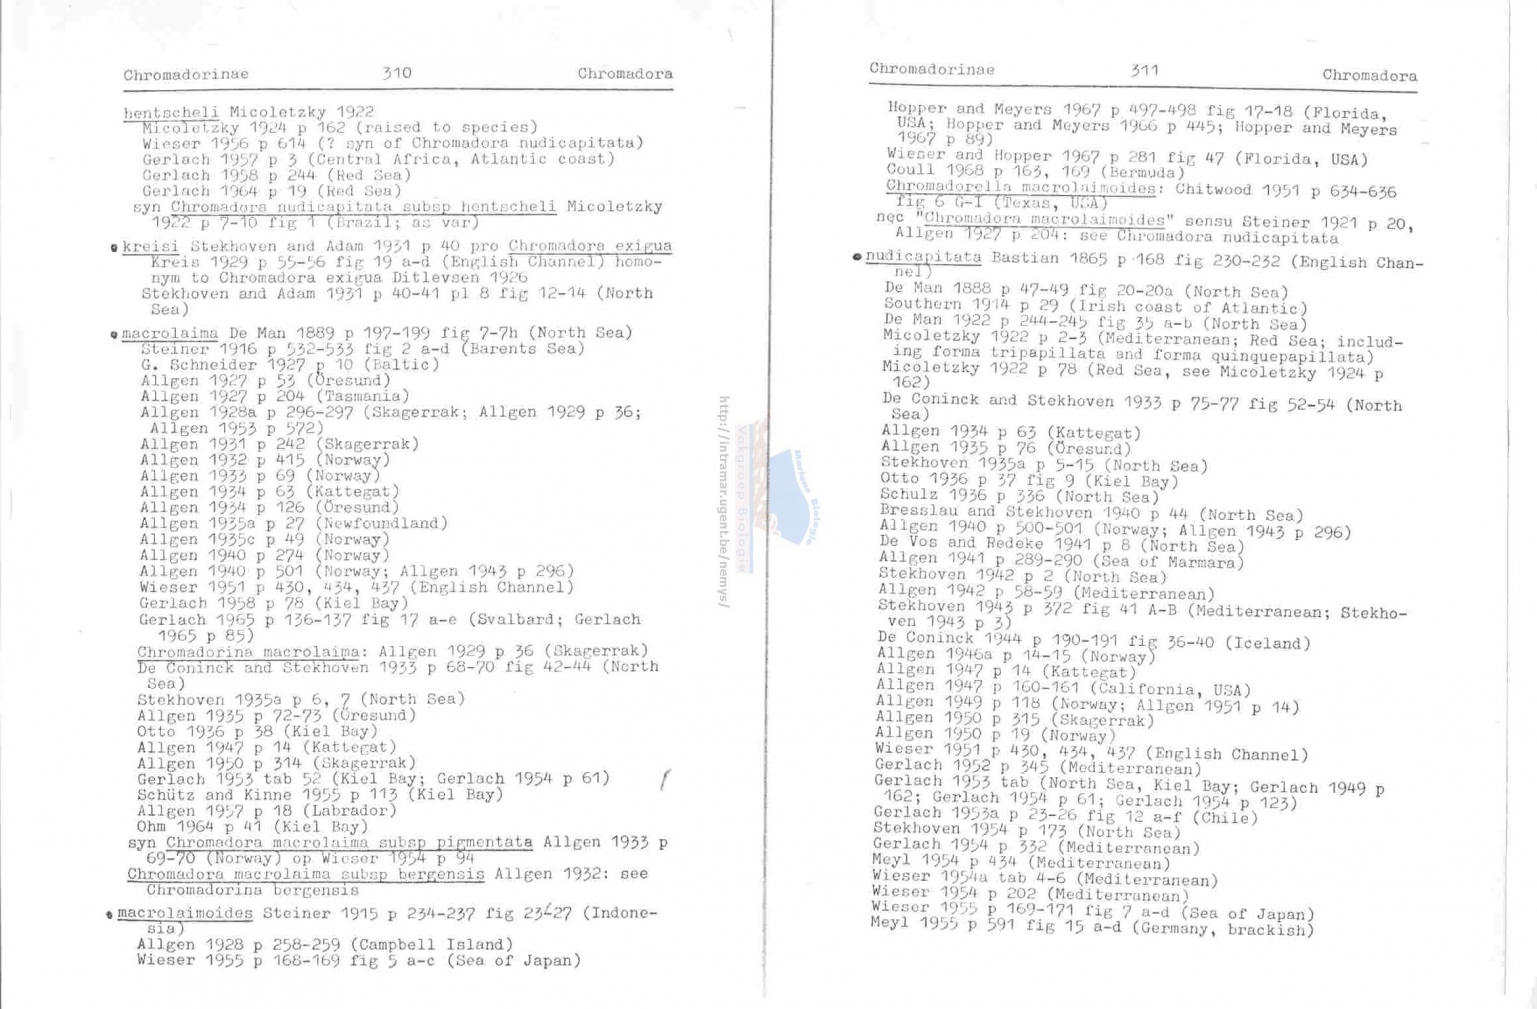 Chromadorinae 310 Chromadora
hentscheli Micoletzky 1922
Micoletzky 1924 p 162 (raised to species)
Wieser 1956 p 614 (? syn of Chromadora nudicapitata)
Gerlach 1957 p 3 (Central Africa, Atlantic coast)
Gerlach 1958 p 244 (Red Sea)
Gerlach 1964 p 19 (Red Sea)
syn Chromadora nudicapitata subsp hentscheli Micoletzky
1922 p 7-10 fig 1 (Brazil; as var)
kreisi Stekhoven and Adam 1931 p 40 pro Chromadora exigua
Kreis 1929 p 55-56 fig 19 a-d (English Channel) homo-
nym to Chromadora exigua Ditlevsen 1926
Stekhoven and Adam 1931 p 40-41 pl 8 fig 12-14 (North
Sea)
macrolaima De Man 1889 p 197-199 fig 7-7h (North Sea)
Steiner 1916 p 532-533 fig 2 a-d (Barents Sea)
G. Schneider 1927 p 10 (Baltic)
Allgen 1927 p 53 (Öresund)
Allgen 1927 p 204 (Tasmania)
Allgen 1928a p 296-297 (Skagerrak; Allgen 1929 p 36;
Allgen 1953 p 572)
Allgen 1931 p 242 (Skagerrak)
Allgen 1932 p 415 (Norway)
Allgen 1933 p 69 (Norway)
Allgen 1934 p 63 (Kattegat)
Allgen 1934 p 126 (Öresund)
Allgen 1935a p 27 (Newfoundland)
Allgen 1935c p 49 (Norway)
Allgen 1940 p 274 (Norway)
Allgen 1940 p 501 (Norway; Allgen 1943 p 296)
Wieser 1951 p 430, 434, 437 (English Channel)
Gerlach 1958 p 78 (Kiel Bay)
Gerlach 1965 p 136-137 fig 17 a-e (Svalbard; Gerlach
1965 p 85)
Chromadorina macrolaima: Allgen 1929 p 36 (Skagerrak)
De Coninck and Stekhoven 1933 p 68-70 fig 42-44 (North
Sea)
Stekhoven 1935a p 6, 7 (North Sea)
Allgen 1935 p 72-73 (Öresund)
Otto 1936 p 38 (Kiel Bay)
Allgen 1947 p 14 (Kattegat)
Allgen 1950 p 314 (Skagerrak)
Gerlach 1953 tab 52 (Kiel Bay; Gerlach 1954 p 61)
Schütz and Kinne 1955 p 113 (Kiel Bay)
Allgen 1957 p 18 (Labrador)
Ohm 1964 p 41 (Kiel Bay)
syn Chromadora macrolaima subsp pigmentata Allgen 1933 p
69-70 (Norway) op Wieser 1954 p 94
Chromadora macrolaima subsp bergensis Allgen 1932: see
Chromadorina bergensis
macrolaimoides Steiner 1915 p 234-237 fig 23-27 (Indone-
sia)
Allgen 1928 p 258-259 (Campbell Island)
Wieser 1955 p 168-169 fig 5 a-c (Sea of Japan)
http://intramar.ugent.be/nemys/
Vakgroep Biologie
Mariene Biologie
Chromadorinae 311 Chromadora
Hopper and Meyers 1967 p 497-498 fig 17-18 (Florida,
USA; Hopper and Meyers 1966 p 445; Hopper and Meyers
1967 p 89)
Wieser and Hopper 1967 p 281 fig 47 (Florida, USA)
Coull 1968 p 163, 169 (Bermuda)
Chromadorella macrolaimoides: Chitwood 1951 p 634-636
fig 6 G-I (Texas, USA)
nec "Chromadora macrolaimoides" sensu Steiner 1921 p 20,
Allgen 1927 p 204: see Chromadora nudicapitata
nudicapitata Bastian 1865 p 168 fig 230-232 (English Chan-
nel)
De Man 1888 p 47-49 fig 20-20a (North Sea)
Southern 1914 p 29 (Irish coast of Atlantic)
De Man 1922 p 244-245 fig 35 a-b (North Sea)
Micoletzky 1922 p 2-3 (Mediterranean; Red Sea; includ-
ing forma tripapillata and forma quinquepapillata)
Micoletzky 1922 p 78 (Red Sea, see Micoletzky 1924 p
162)
De Coninck and Stekhoven 1933 p 75-77 fig 52-54 (North
Sea)
Allgen 1934 p 63 (Kattegat)
Allgen 1935 p 76 (Öresund)
Stekhoven 1935a p 5-15 (North Sea)
Otto 1936 p 37 fig 9 (Kiel Bay)
Schulz 1936 p 336 (North Sea)
Bresslau and Stekhoven 1940 p 44 (North Sea)
Allgen 1940 p 500-501 (Norway; Allgen 1943 p 296)
De Vos and Redeke 1941 p 8 (North Sea)
Allgen 1941 p 289-290 (Sea of Marmara)
Stekhoven 1942 p 2 (North Sea)
Allgen 1942 p 58-59 (Mediterranean)
Stekhoven 1943 p 372 fig 41 A-B (Mediterranean; Stekho-
ven 1943 p 3)
De Coninck 1944 p 190-191 fig 36-40 (Iceland)
Allgen 1946a p 14-15 (Norway)
Allgen 1947 p 14 (Kattegat)
Allgen 1947 p 160-161 (California, USA)
Allgen 1949 p 118 (Norway; Allgen 1951 p 14)
Allgen 1950 p 315 (Skagerrak)
Allgen 1950 p 19 (Norway)
Wieser 1951 p 430, 434, 437 (English Channel)
Gerlach 1952 p 345 (Mediterranean)
Gerlach 1953 tab (North Sea, Kiel Bay; Gerlach 1949 p
162; Gerlach 1954 p 61; Gerlach 1954 p 123)
Gerlach 1953a p 23-26 fig 12 a-f (Chile)
Stekhoven 1954 p 173 (North Sea)
Gerlach 1954 p 332 (Mediterranean)
Meyl 1954 p 434 (Mediterranean)
Wieser 1954a tab 4-6 (Mediterranean)
Wieser 1954 p 202 (Mediterranean)
Wieser 1955 p 169-171 fig 7 a-d (Sea of Japan)
Meyl 1955 p 591 fig 15 a-d (Germany, brackish)